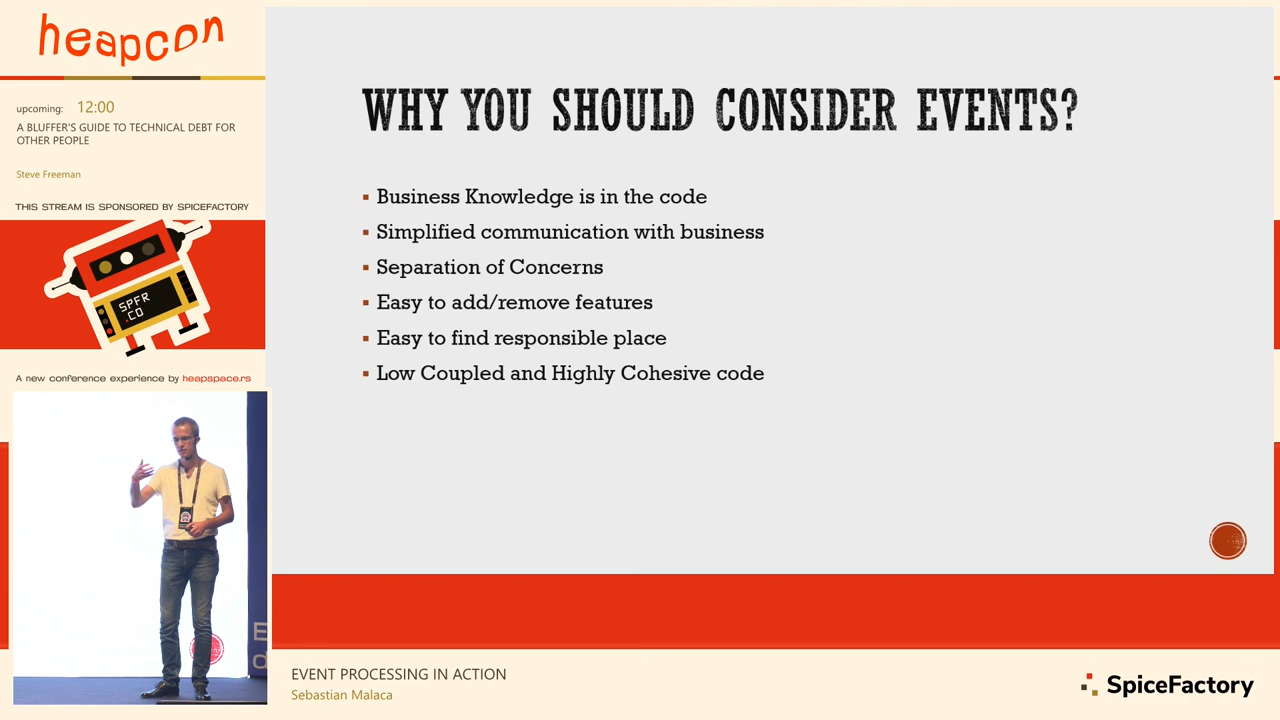 heapcon
upcoming: 12:00
A BLUFFER'S GUIDE TO TECHNICAL DEBT FOR
OTHER PEOPLE
Steve Freeman
THIS STREAM IS SPONSORED BY SPICEFACTORY
SPFR
.CO
A new conference experience by heapspace.rs
WHY YOU SHOULD CONSIDER EVENTS?
Business Knowledge is in the code
Simplified communication with business
Separation of Concerns
Easy to add/remove features
Easy to find responsible place
Low Coupled and Highly Cohesive code
EVENT PROCESSING IN ACTION
Sebastian Malaca
SpiceFactory